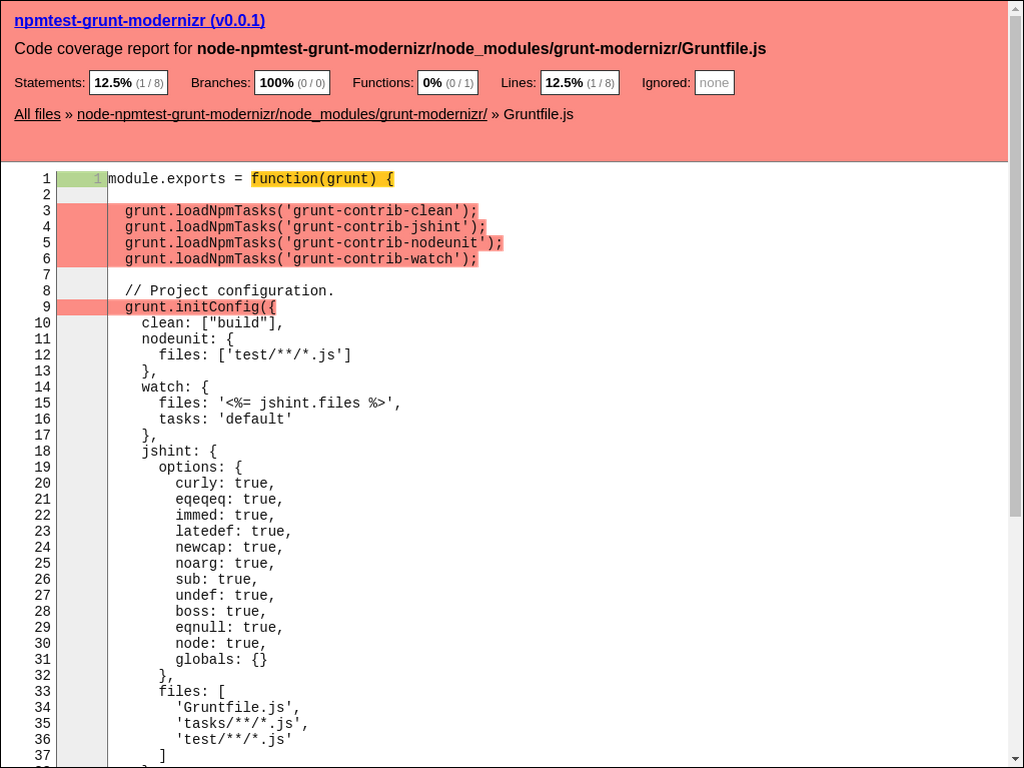 npmtest-grunt-modernizr (v0.0.1)
Code coverage report for node-npmtest-grunt-modernizr/node_modules/grunt-modernizr/Gruntfile.js
Statements: 12.5% (1 / 8) Branches: 100% (0 / 0) Functions: 0% (0 / 1) Lines: 12.5% (1 / 8) Ignored: none
All files » node-npmtest-grunt-modernizr/node_modules/grunt-modernizr/ » Gruntfile.js
1 1 module.exports = function(grunt) {
2
3   grunt.loadNpmTasks('grunt-contrib-clean');
4   grunt.loadNpmTasks('grunt-contrib-jshint');
5   grunt.loadNpmTasks('grunt-contrib-nodeunit');
6   grunt.loadNpmTasks('grunt-contrib-watch');
7
8   // Project configuration.
9   grunt.initConfig({
10     clean: ["build"],
11     nodeunit: {
12       files: ['test/**/*.js']
13     },
14     watch: {
15       files: '<%= jshint.files %>',
16       tasks: 'default'
17     },
18     jshint: {
19       options: {
20         curly: true,
21         eqeqeq: true,
22         immed: true,
23         latedef: true,
24         newcap: true,
25         noarg: true,
26         sub: true,
27         undef: true,
28         boss: true,
29         eqnull: true,
30         node: true,
31         globals: {}
32       },
33       files: [
34         'Gruntfile.js',
35         'tasks/**/*.js',
36         'test/**/*.js'
37       ]